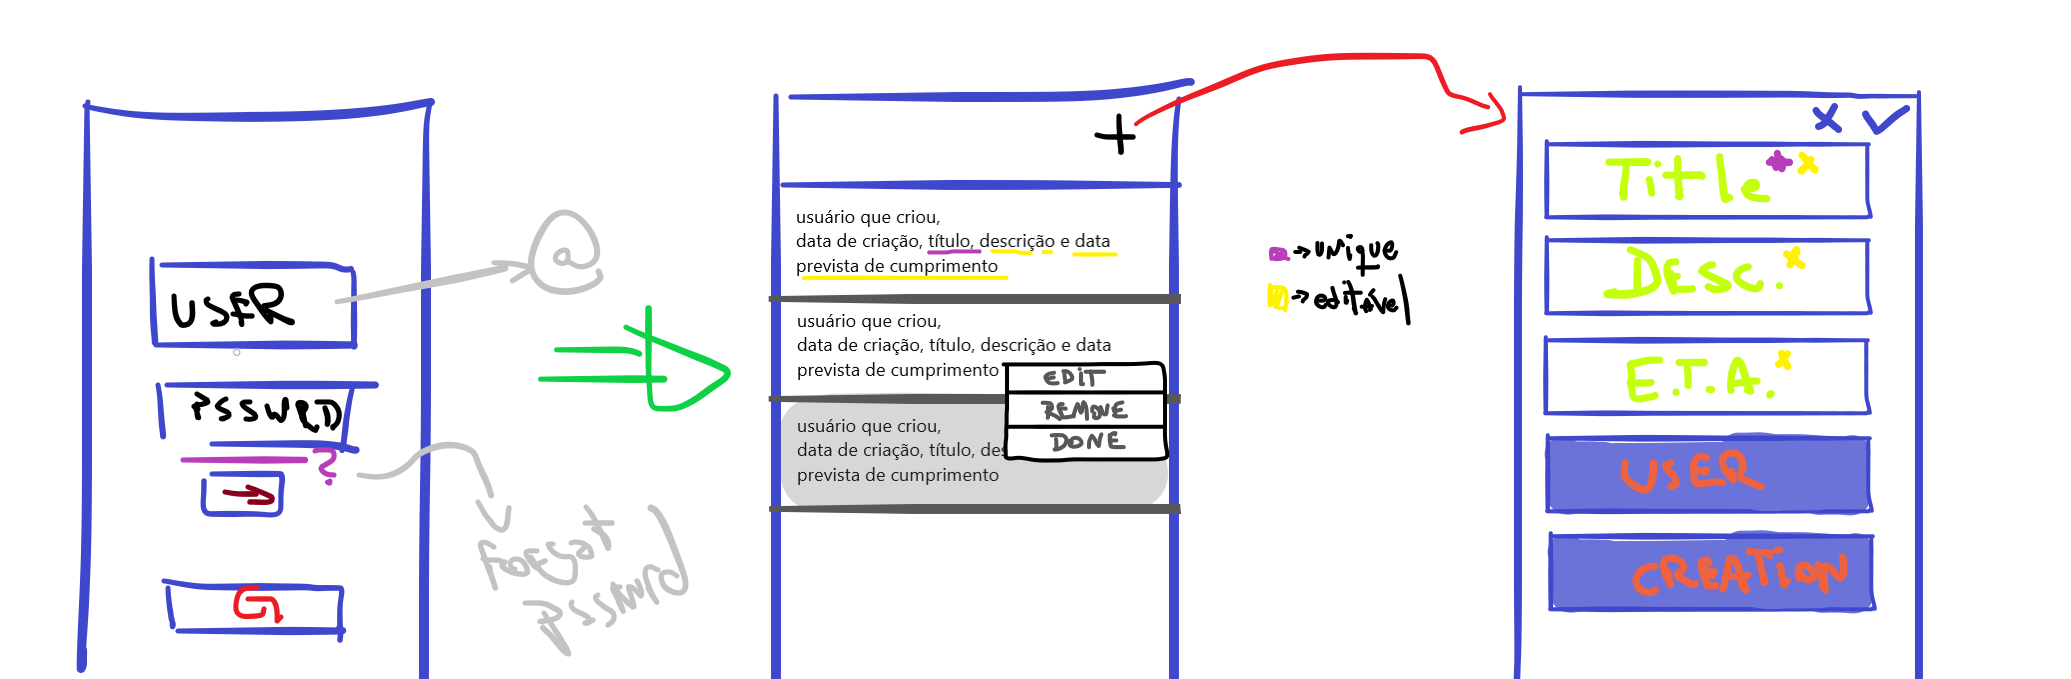 USER
@
PSSWRD
?
G
Forgot
Psswrd
+
usuário que criou,
data de criação, título, descrição e data
prevista de cumprimento
usuário que criou,
data de criação, título, descrição e data
prevista de cumprimento
EDIT
REMOVE
DONE
usuário que criou,
data de criação, título, des
prevista de cumprimento
→ unique
→ editável
x ✓
Title * x
DESC. x
E.T.A. x
USER
CREATION